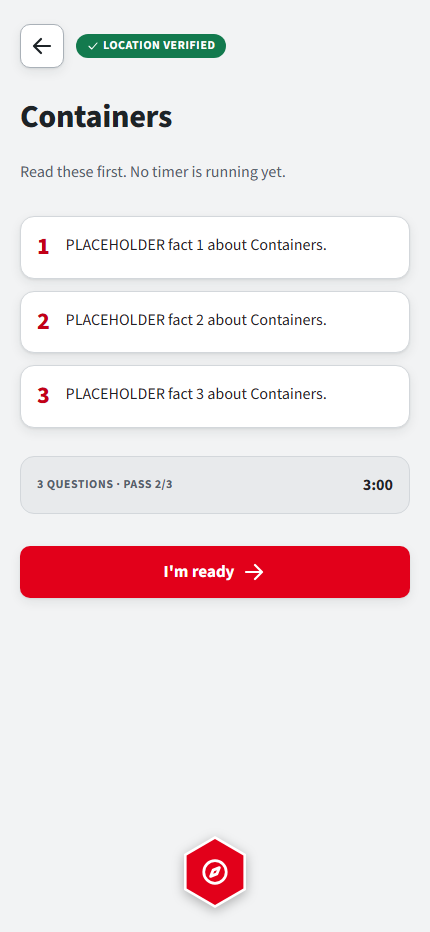 LOCATION VERIFIED
Containers
Read these first. No timer is running yet.
1 PLACEHOLDER fact 1 about Containers.
2 PLACEHOLDER fact 2 about Containers.
3 PLACEHOLDER fact 3 about Containers.
3 QUESTIONS · PASS 2/3 3:00
I'm ready